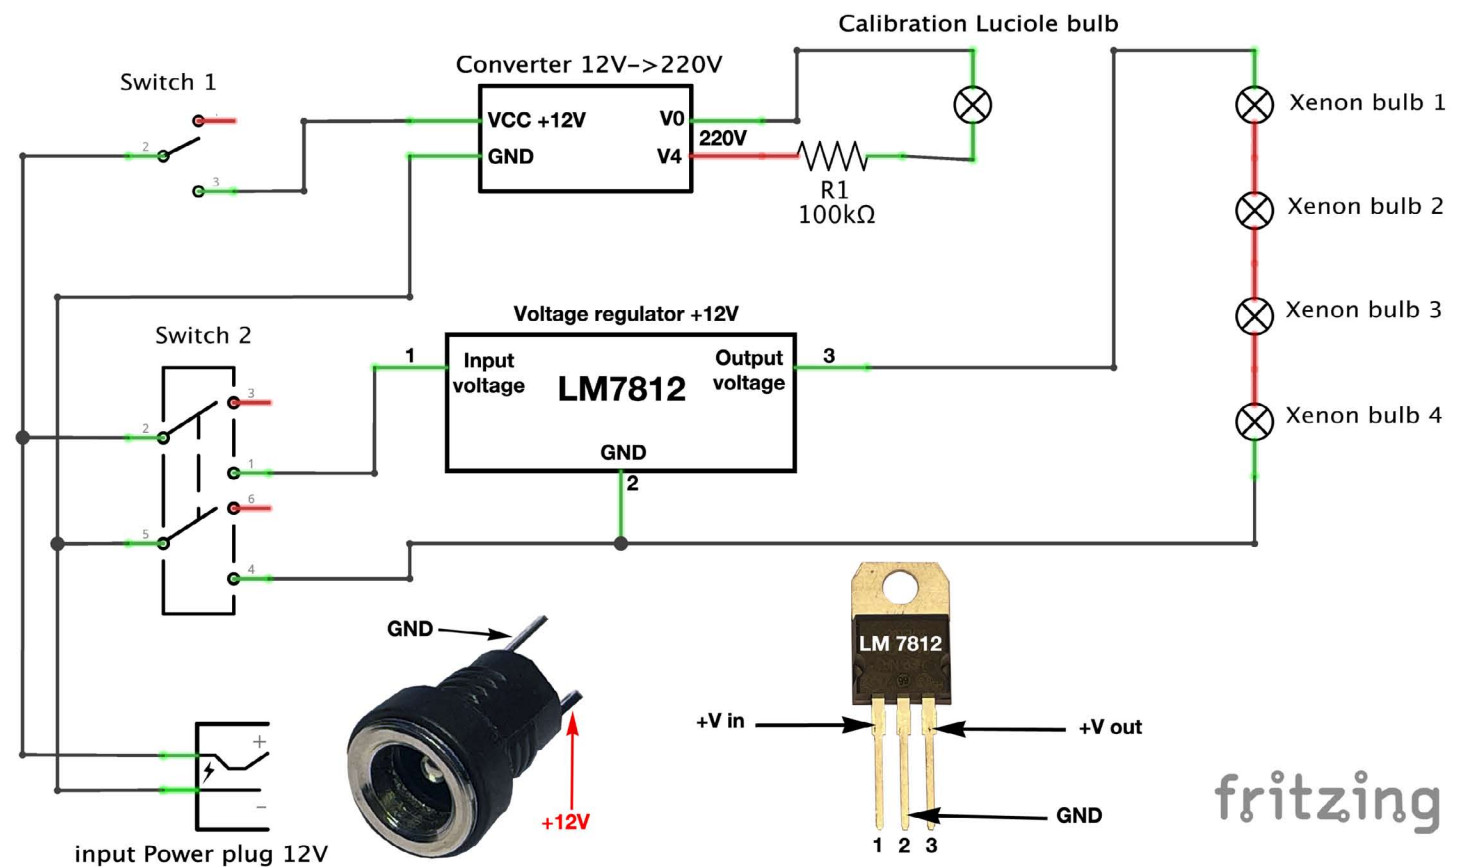 Calibration Luciole bulb
Converter 12V->220V
Switch 1
VCC +12V
V0
220V
GND
V4
2
3
R1
100kΩ
Xenon bulb 1
Xenon bulb 2
Xenon bulb 3
Xenon bulb 4
Voltage regulator +12V
Switch 2
1
Input
voltage
LM7812
Output
voltage
3
GND
2
3
2
1
6
5
4
GND
+12V
LM 7812
+V in
+V out
GND
1 2 3
+
−
input Power plug 12V
fritzing